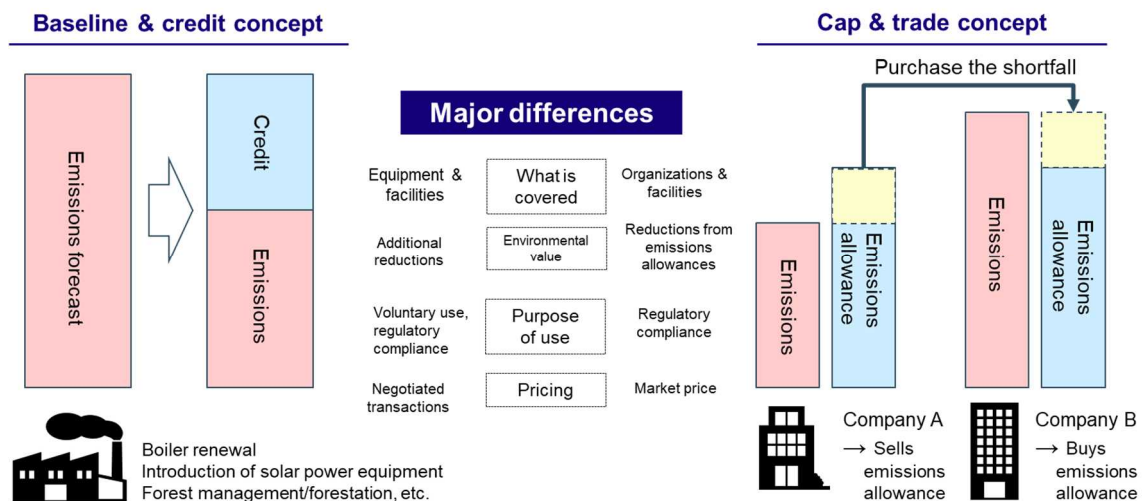 Baseline & credit concept
Emissions forecast
Credit
Emissions
Boiler renewal
Introduction of solar power equipment
Forest management/forestation, etc.
Major differences
Equipment &
facilities
What is
covered
Organizations &
facilities
Additional
reductions
Environmental
value
Reductions from
emissions
allowances
Voluntary use,
regulatory
compliance
Purpose
of use
Regulatory
compliance
Negotiated
transactions
Pricing
Market price
Cap & trade concept
Purchase the shortfall
Emissions
Emissions
allowance
Emissions
Emissions
allowance
Company A
→ Sells
emissions
allowance
Company B
→ Buys
emissions
allowance